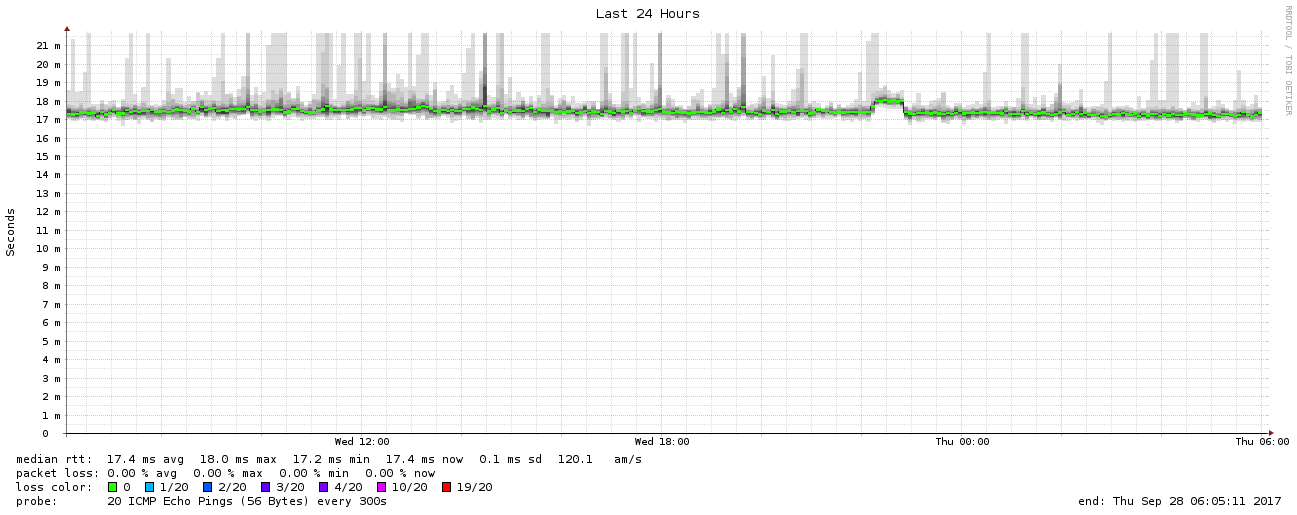 Last 24 Hours
RRDTOOL / TOBI OETIKER
Seconds
21 m
20 m
19 m
18 m
17 m
16 m
15 m
14 m
13 m
12 m
11 m
10 m
9 m
8 m
7 m
6 m
5 m
4 m
3 m
2 m
1 m
0
Wed 12:00 Wed 18:00 Thu 00:00 Thu 06:00
median rtt: 17.4 ms avg 18.0 ms max 17.2 ms min 17.4 ms now 0.1 ms sd 120.1 am/s
packet loss: 0.00 % avg 0.00 % max 0.00 % min 0.00 % now
loss color: 0 1/20 2/20 3/20 4/20 10/20 19/20
probe: 20 ICMP Echo Pings (56 Bytes) every 300s end: Thu Sep 28 06:05:11 2017